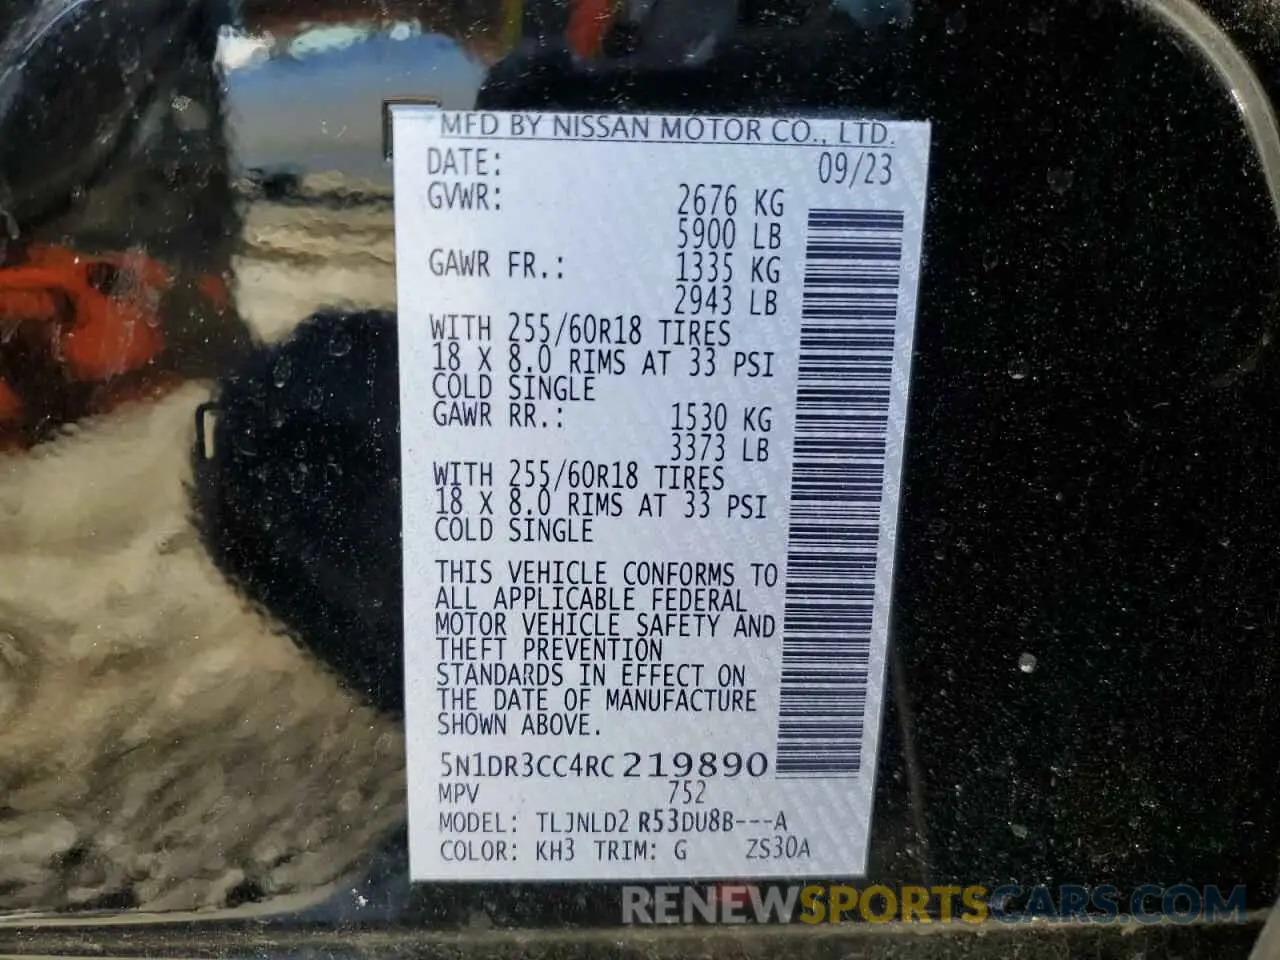 MFD BY NISSAN MOTOR CO., LTD.
DATE: 09/23
GVWR: 2676 KG
5900 LB
GAWR FR.: 1335 KG
2943 LB
WITH 255/60R18 TIRES
18 X 8.0 RIMS AT 33 PSI
COLD SINGLE
GAWR RR.: 1530 KG
3373 LB
WITH 255/60R18 TIRES
18 X 8.0 RIMS AT 33 PSI
COLD SINGLE
THIS VEHICLE CONFORMS TO
ALL APPLICABLE FEDERAL
MOTOR VEHICLE SAFETY AND
THEFT PREVENTION
STANDARDS IN EFFECT ON
THE DATE OF MANUFACTURE
SHOWN ABOVE.
5N1DR3CC4RC219890
MPV 752
MODEL: TLJNLD2 R53DU8B---A
COLOR: KH3 TRIM: G ZS30A
RENEWSPORTSCARS.COM